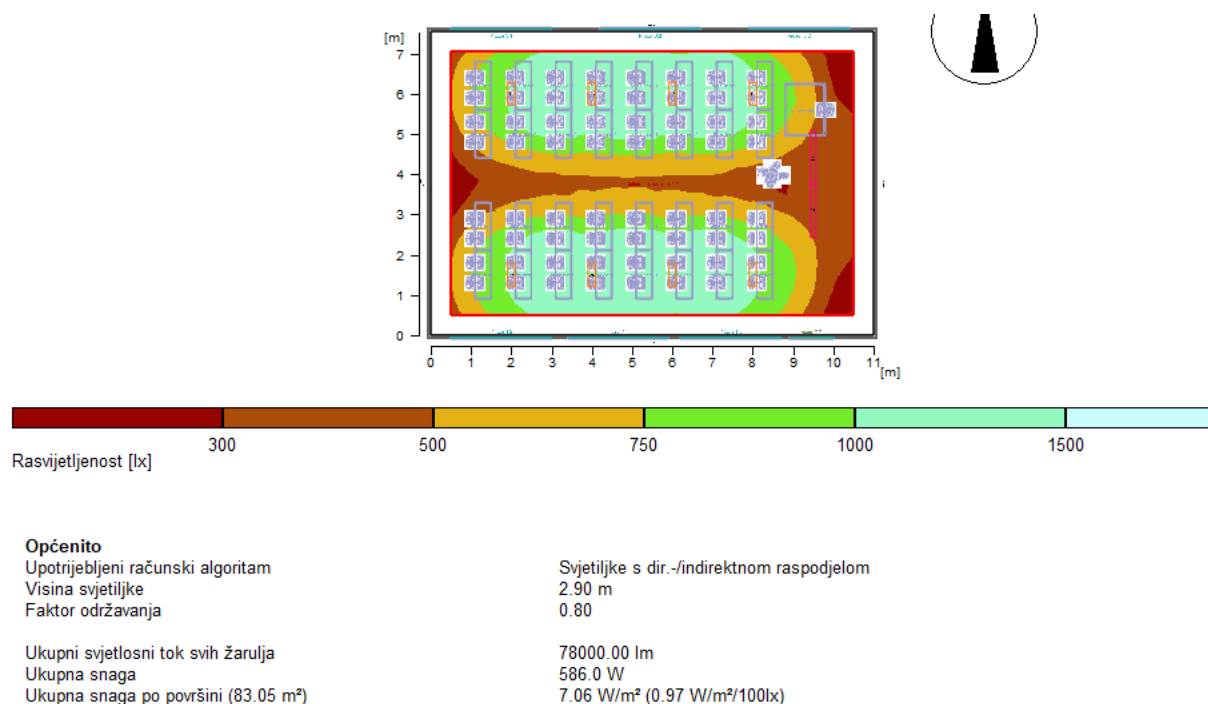 [m]
7
6
5
4
3
2
1
0
0 1 2 3 4 5 6 7 8 9 10 11
[m]
300 500 750 1000 1500
Rasvijetljenost [lx]
Općenito
Upotrijebljeni računski algoritam Svjetiljke s dir.-/indirektnom raspodjelom
Visina svjetiljke 2.90 m
Faktor održavanja 0.80
Ukupni svjetlosni tok svih žarulja 78000.00 lm
Ukupna snaga 586.0 W
Ukupna snaga po površini (83.05 m²) 7.06 W/m² (0.97 W/m²/100lx)